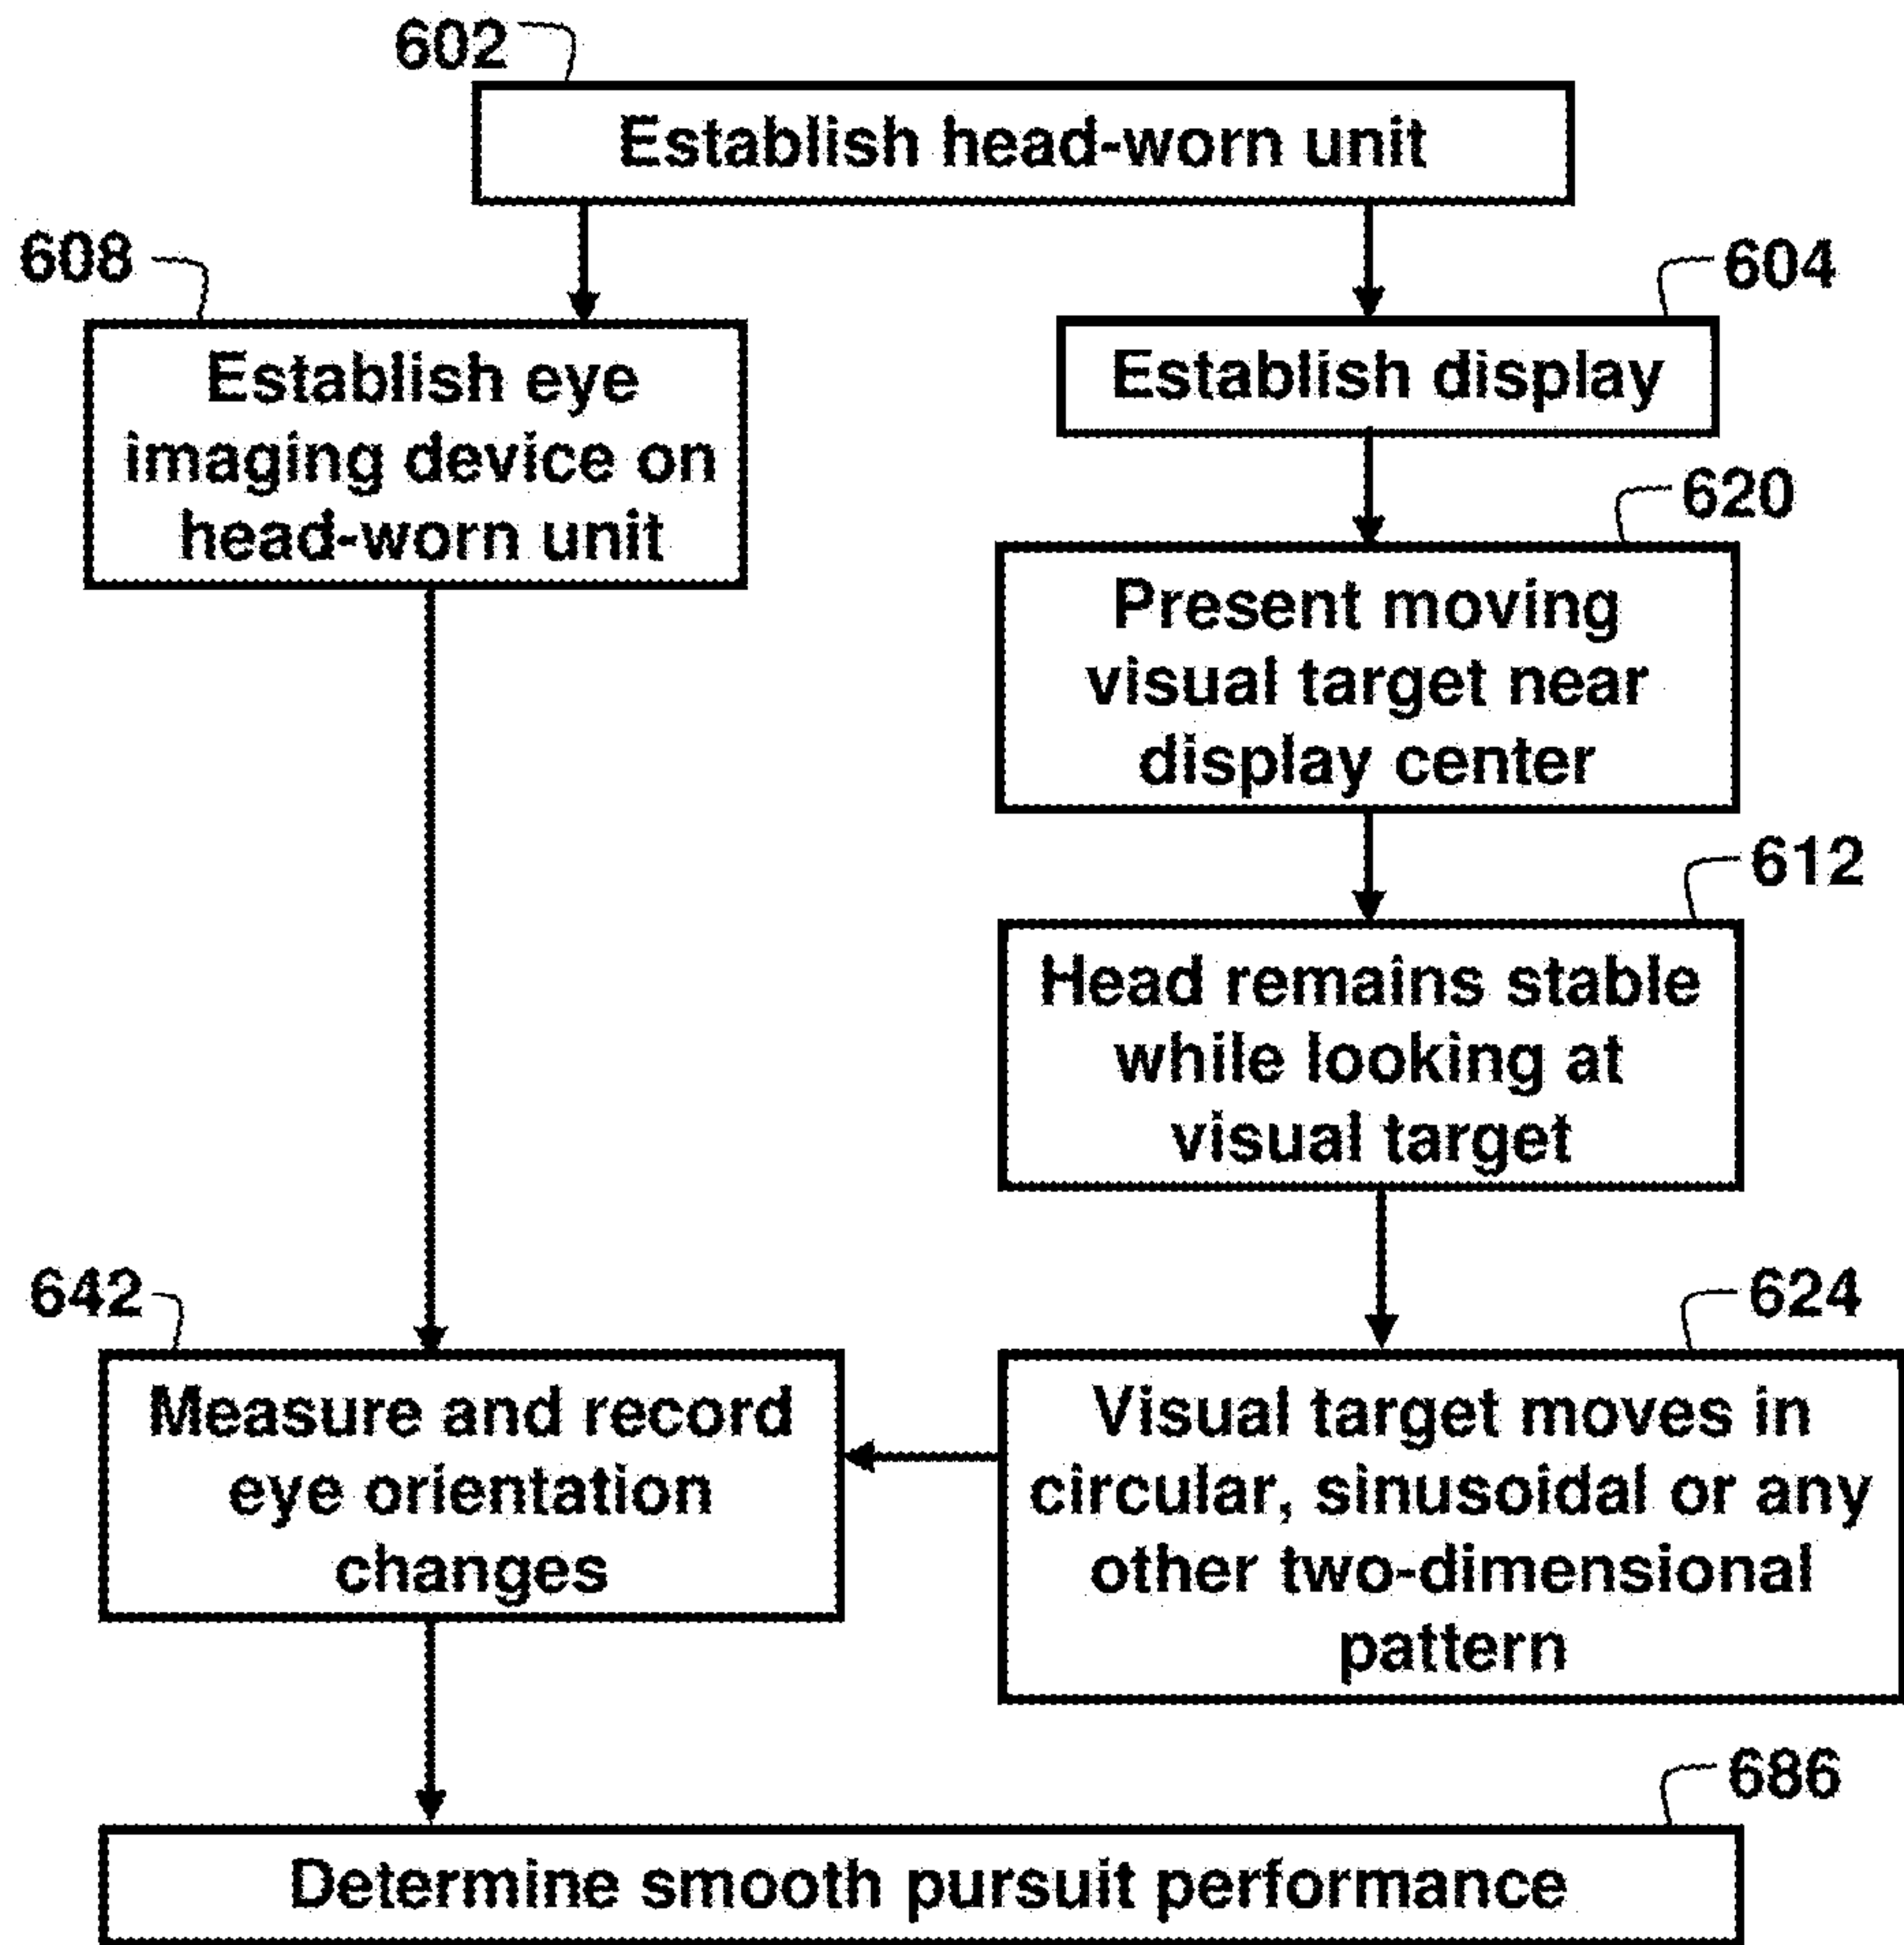 602
Establish head-worn unit
608
604
Establish eye
imaging device on
head-worn unit
Establish display
620
Present moving
visual target near
display center
612
Head remains stable
while looking at
visual target
642
624
Measure and record
eye orientation
changes
Visual target moves in
circular, sinusoidal or any
other two-dimensional
pattern
686
Determine smooth pursuit performance